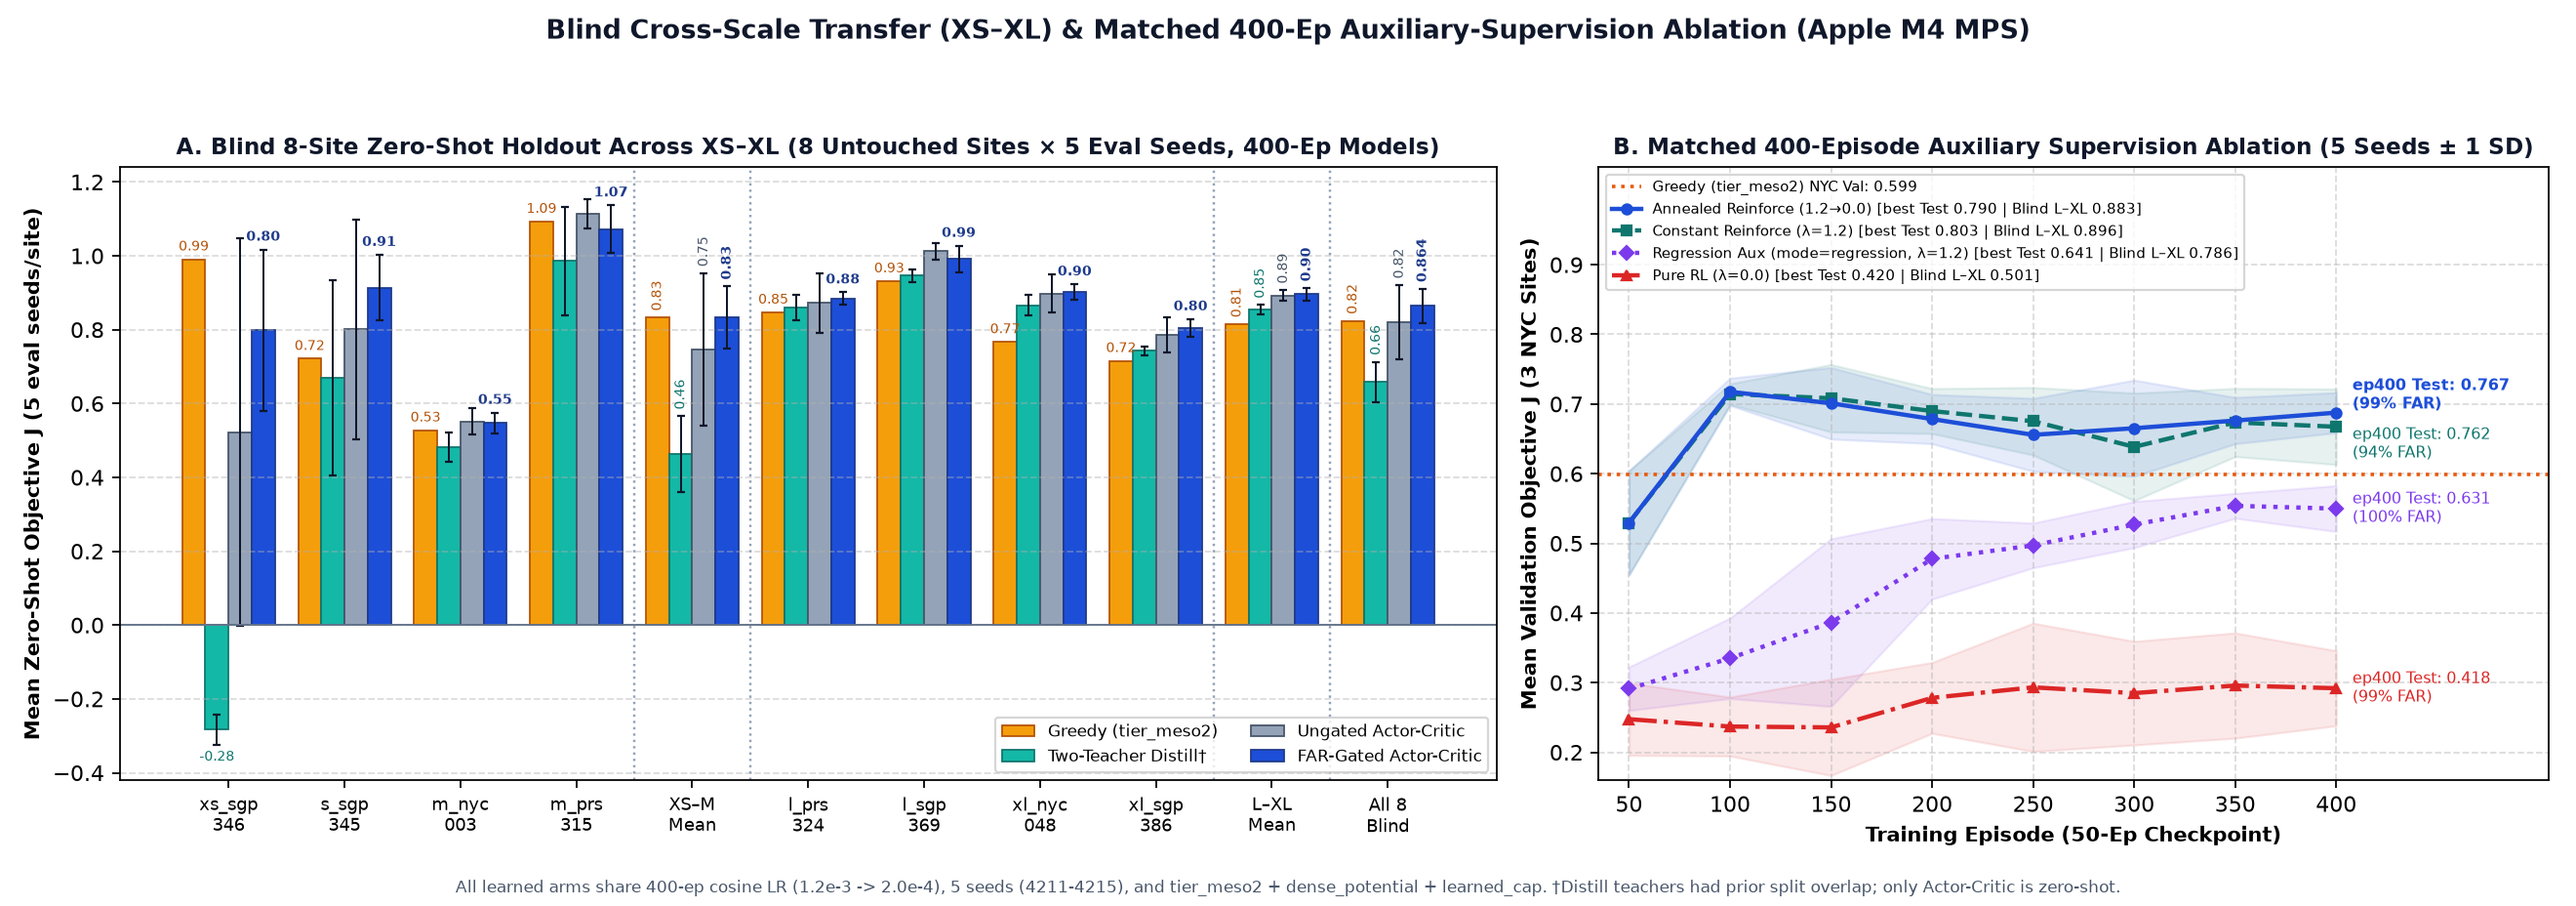 Blind Cross-Scale Transfer (XS–XL) & Matched 400-Ep Auxiliary-Supervision Ablation (Apple M4 MPS)
A. Blind 8-Site Zero-Shot Holdout Across XS–XL (8 Untouched Sites × 5 Eval Seeds, 400-Ep Models)
Mean Zero-Shot Objective J (5 eval seeds/site)
1.2
1.0
0.8
0.6
0.4
0.2
0.0
−0.2
−0.4
0.99
-0.28
0.80
0.72
0.91
0.53
0.55
1.09
1.07
0.83
0.46
0.75
0.83
0.85
0.88
0.93
0.99
0.77
0.90
0.72
0.80
0.81
0.85
0.89
0.90
0.82
0.66
0.82
0.864
Greedy (tier_meso2)
Two-Teacher Distill†
Ungated Actor-Critic
FAR-Gated Actor-Critic
xs_sgp
346
s_sgp
345
m_nyc
003
m_prs
315
XS–M
Mean
l_prs
324
l_sgp
369
xl_nyc
048
xl_sgp
386
L–XL
Mean
All 8
Blind
B. Matched 400-Episode Auxiliary Supervision Ablation (5 Seeds ± 1 SD)
Mean Validation Objective J (3 NYC Sites)
0.9
0.8
0.7
0.6
0.5
0.4
0.3
0.2
Greedy (tier_meso2) NYC Val: 0.599
Annealed Reinforce (1.2→0.0) [best Test 0.790 | Blind L–XL 0.883]
Constant Reinforce (λ=1.2) [best Test 0.803 | Blind L–XL 0.896]
Regression Aux (mode=regression, λ=1.2) [best Test 0.641 | Blind L–XL 0.786]
Pure RL (λ=0.0) [best Test 0.420 | Blind L–XL 0.501]
ep400 Test: 0.767
(99% FAR)
ep400 Test: 0.762
(94% FAR)
ep400 Test: 0.631
(100% FAR)
ep400 Test: 0.418
(99% FAR)
50
100
150
200
250
300
350
400
Training Episode (50-Ep Checkpoint)
All learned arms share 400-ep cosine LR (1.2e-3 -> 2.0e-4), 5 seeds (4211-4215), and tier_meso2 + dense_potential + learned_cap. †Distill teachers had prior split overlap; only Actor-Critic is zero-shot.